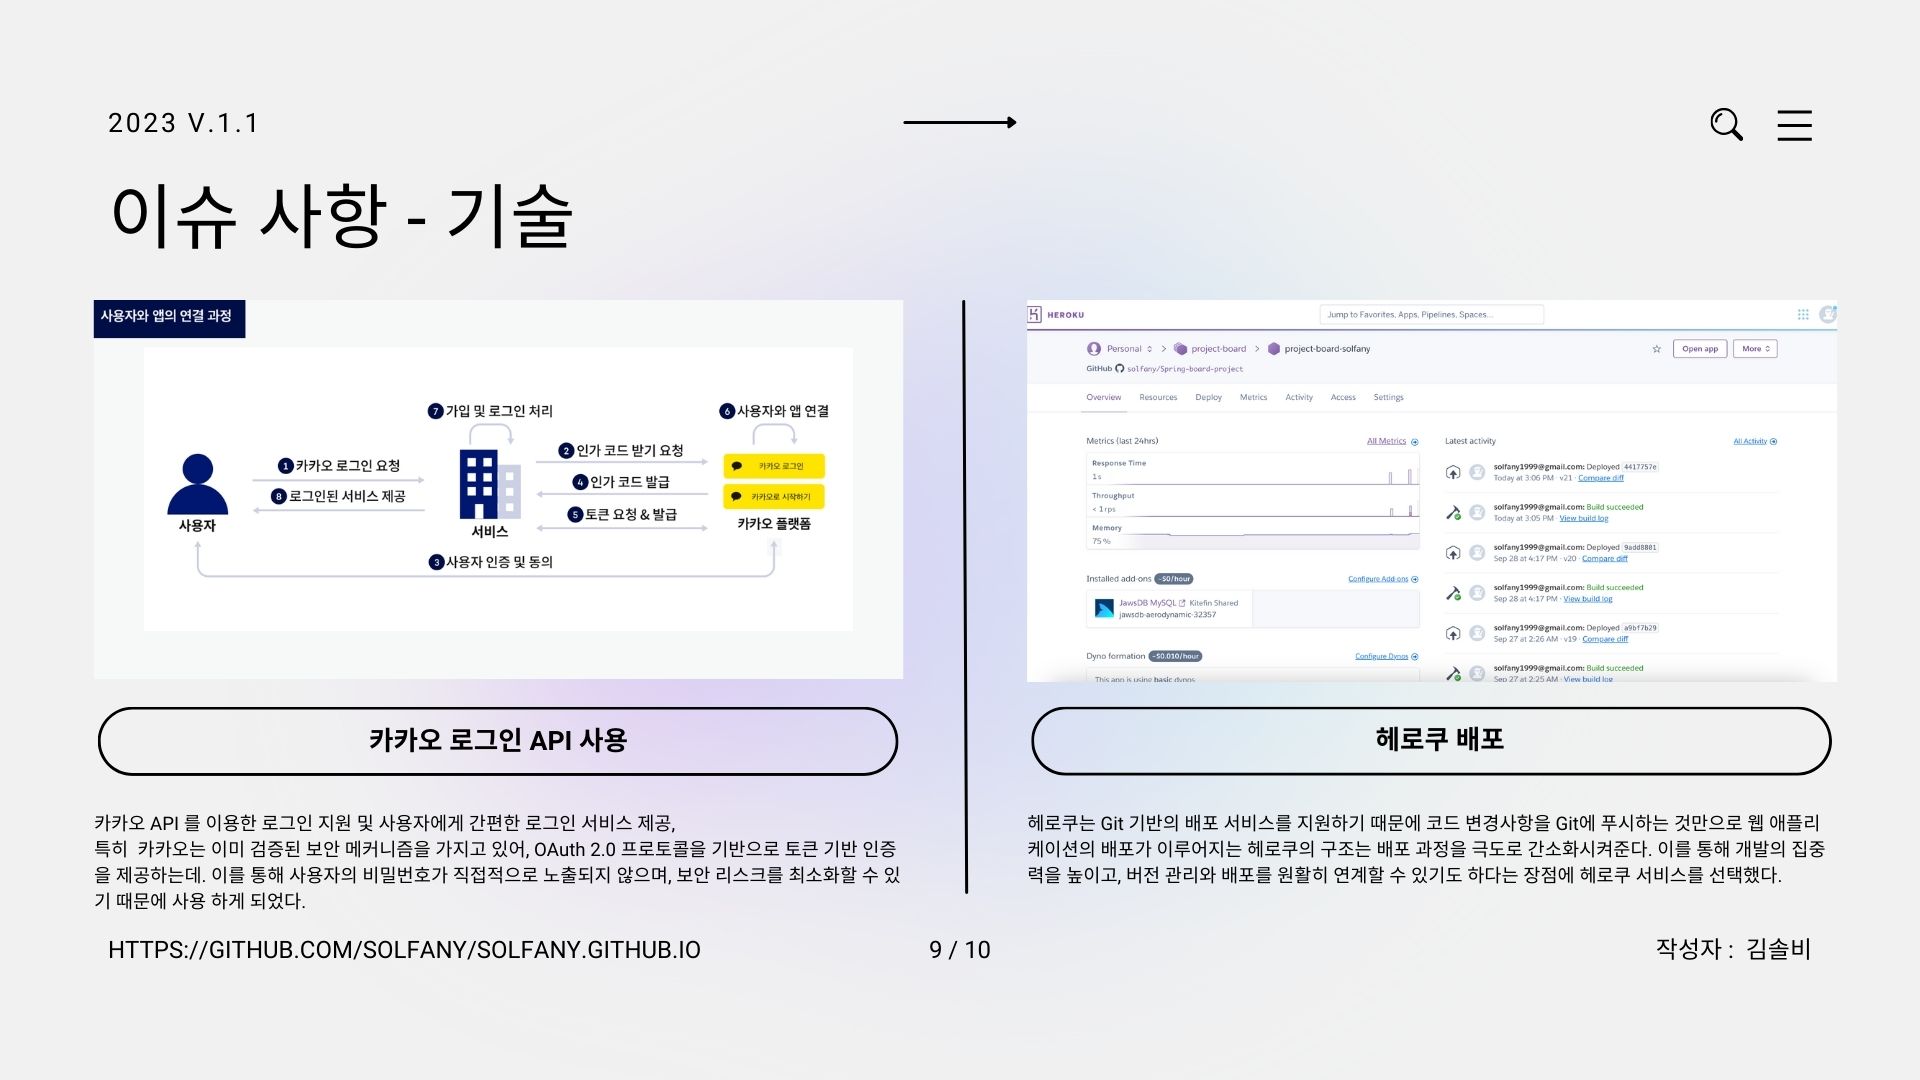 2023 V.1.1
이슈 사항 - 기술
사용자와 앱의 연결 과정
7 가입 및 로그인 처리
6 사용자와 앱 연결
1 카카오 로그인 요청
8 로그인된 서비스 제공
2 인가 코드 받기 요청
4 인가 코드 발급
5 토큰 요청 & 발급
카카오 로그인
카카오로 시작하기
사용자
서비스
카카오 플랫폼
3 사용자 인증 및 동의
카카오 로그인 API 사용
카카오 API 를 이용한 로그인 지원 및 사용자에게 간편한 로그인 서비스 제공,
특히  카카오는 이미 검증된 보안 메커니즘을 가지고 있어, OAuth 2.0 프로토콜을 기반으로 토큰 기반 인증
을 제공하는데. 이를 통해 사용자의 비밀번호가 직접적으로 노출되지 않으며, 보안 리스크를 최소화할 수 있
기 때문에 사용 하게 되었다.
HEROKU
Jump to Favorites, Apps, Pipelines, Spaces...
Personal > project-board > project-board-solfany
Open app
More
GitHub solfany/Spring-board-project
Overview Resources Deploy Metrics Activity Access Settings
Metrics (last 24hrs)
All Metrics
Response Time
1 s
Throughput
< 1 rps
Memory
75 %
Installed add-ons ~$0/hour
Configure Add-ons
JawsDB MySQL Kitefin Shared
jawsdb-aerodynamic-32357
Dyno formation ~$0.010/hour
Configure Dynos
This app is using basic dynos
Latest activity
All Activity
solfany1999@gmail.com: Deployed 4417757e
Today at 3:06 PM · v21 · Compare diff
solfany1999@gmail.com: Build succeeded
Today at 3:05 PM · View build log
solfany1999@gmail.com: Deployed 9add8801
Sep 28 at 4:17 PM · v20 · Compare diff
solfany1999@gmail.com: Build succeeded
Sep 28 at 4:17 PM · View build log
solfany1999@gmail.com: Deployed a9bf7b29
Sep 27 at 2:26 AM · v19 · Compare diff
solfany1999@gmail.com: Build succeeded
Sep 27 at 2:25 AM · View build log
헤로쿠 배포
헤로쿠는 Git 기반의 배포 서비스를 지원하기 때문에 코드 변경사항을 Git에 푸시하는 것만으로 웹 애플리
케이션의 배포가 이루어지는 헤로쿠의 구조는 배포 과정을 극도로 간소화시켜준다. 이를 통해 개발의 집중
력을 높이고, 버전 관리와 배포를 원활히 연계할 수 있기도 하다는 장점에 헤로쿠 서비스를 선택했다.
HTTPS://GITHUB.COM/SOLFANY/SOLFANY.GITHUB.IO
9 / 10
작성자 :  김솔비